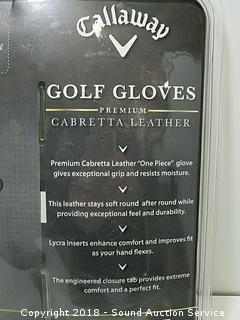 Callaway
GOLF GLOVES
PREMIUM
CABRETTA LEATHER
Premium Cabretta Leather "One Piece" glove
gives exceptional grip and resists moisture.
This leather stays soft round after round while
providing exceptional feel and durability.
Lycra inserts enhance comfort and improves fit
as your hand flexes.
The engineered closure tab provides extreme
comfort and a perfect fit.
Copyright 2018 - Sound Auction Service